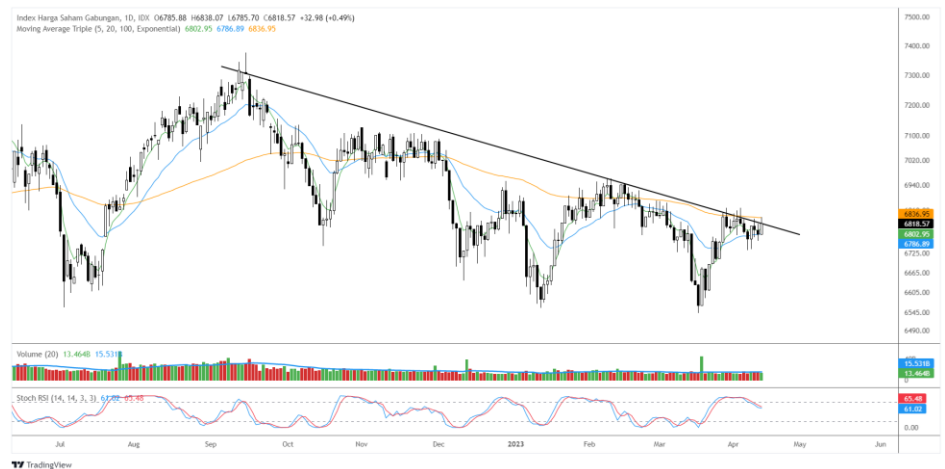 Index Harga Saham Gabungan, 1D, IDX O6785.88 H6838.07 L6785.70 C6818.57 +32.98 (+0.49%)
Moving Average Triple (5, 20, 100, Exponential) 6802.95 6786.89 6836.95
7500.00
7400.00
7300.00
7200.00
7100.00
7020.00
6940.00
6836.95
6818.57
6802.95
6786.89
6725.00
6665.00
6605.00
6545.00
6490.00
Volume (20) 13.464B 15.531B
15.531B
13.464B
0
Stoch RSI (14, 14, 3, 3) 61.02 65.48
65.48
61.02
0.00
Jul Aug Sep Oct Nov Dec 2023 Feb Mar Apr May Jun
TradingView